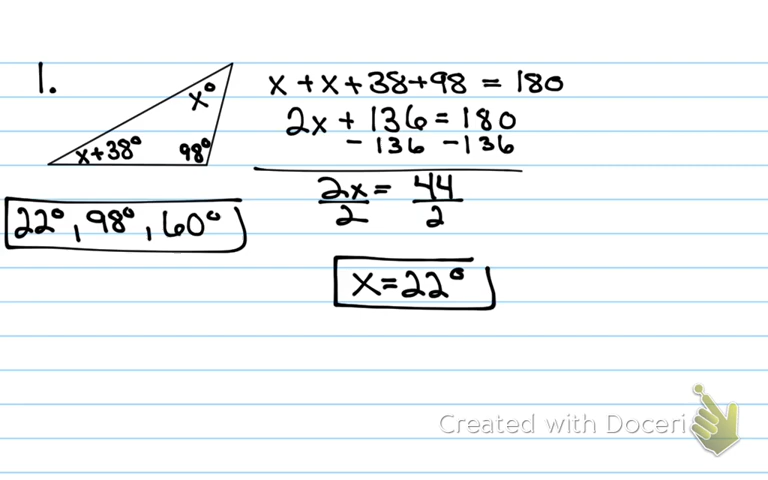 1.
x°
x+38°
98°
x + x + 38 + 98 = 180
2x + 136 = 180
- 136 - 136
2x = 44
2 2
22°, 98°, 60°
x = 22°
Created with Doceri